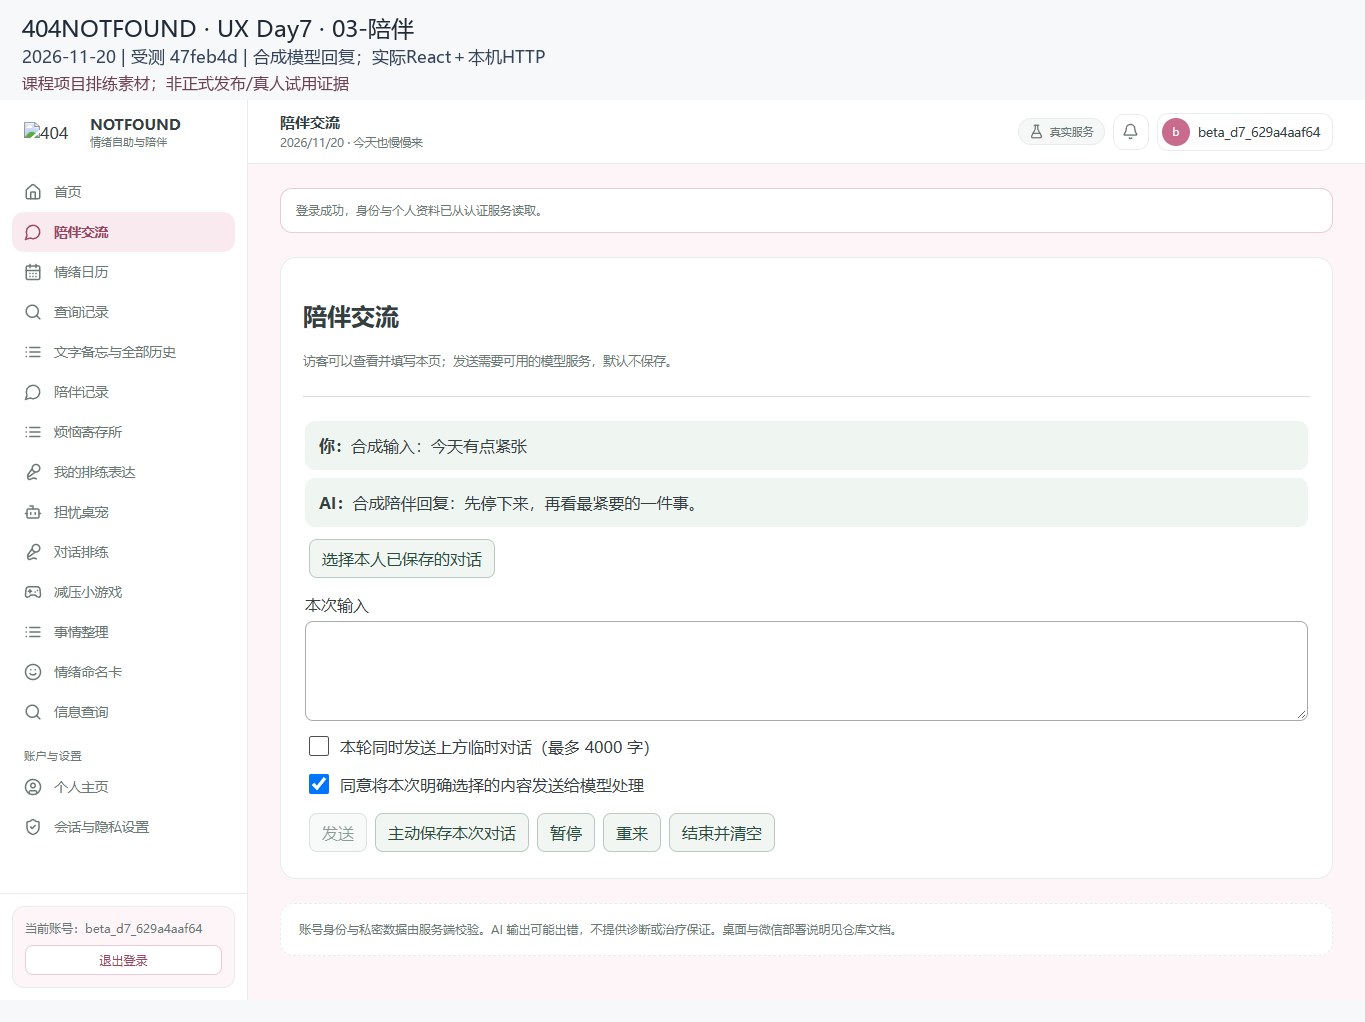 404NOTFOUND · UX Day7 · 03-陪伴
2026-11-20 | 受测 47feb4d | 合成模型回复；实际React＋本机HTTP
课程项目排练素材；非正式发布/真人试用证据
404
NOTFOUND
情绪自助与陪伴
首页
陪伴交流
情绪日历
查询记录
文字备忘与全部历史
陪伴记录
烦恼寄存所
我的排练表达
担忧桌宠
对话排练
减压小游戏
事情整理
情绪命名卡
信息查询
账户与设置
个人主页
会话与隐私设置
当前账号：beta_d7_629a4aaf64
退出登录
陪伴交流
2026/11/20 · 今天也慢慢来
真实服务
b
beta_d7_629a4aaf64
登录成功，身份与个人资料已从认证服务读取。
陪伴交流
访客可以查看并填写本页；发送需要可用的模型服务，默认不保存。
你：合成输入：今天有点紧张
AI：合成陪伴回复：先停下来，再看最紧要的一件事。
选择本人已保存的对话
本次输入
本轮同时发送上方临时对话（最多 4000 字）
同意将本次明确选择的内容发送给模型处理
发送 主动保存本次对话 暂停 重来 结束并清空
账号身份与私密数据由服务端校验。AI 输出可能出错，不提供诊断或治疗保证。桌面与微信部署说明见仓库文档。